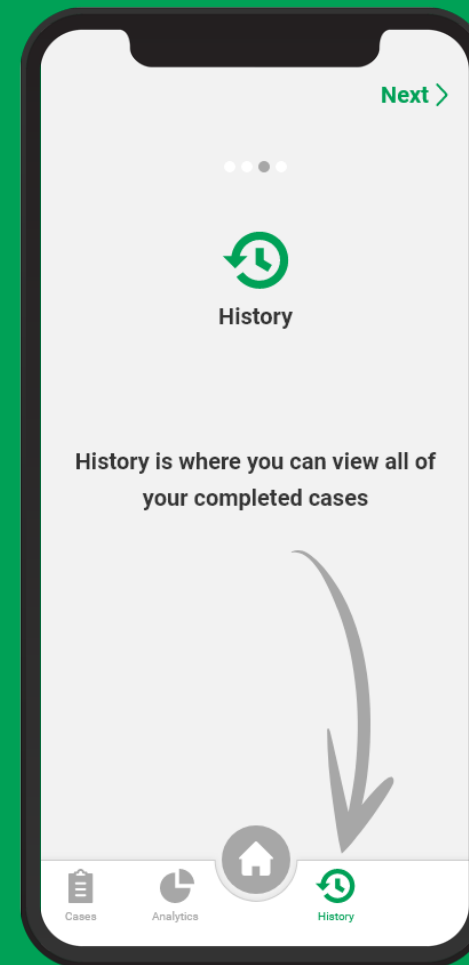 Next
History
History is where you can view all of
your completed cases
Cases
Analytics
History